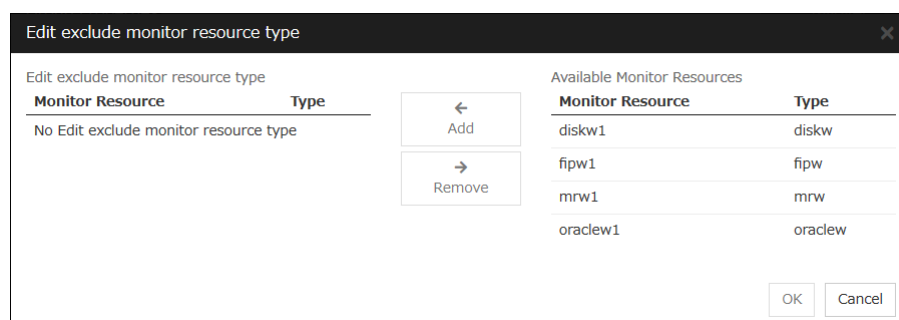 Edit exclude monitor resource type
Edit exclude monitor resource type
Monitor Resource Type
No Edit exclude monitor resource type
Add
Remove
Available Monitor Resources
Monitor Resource Type
diskw1 diskw
fipw1 fipw
mrw1 mrw
oraclew1 oraclew
OK Cancel